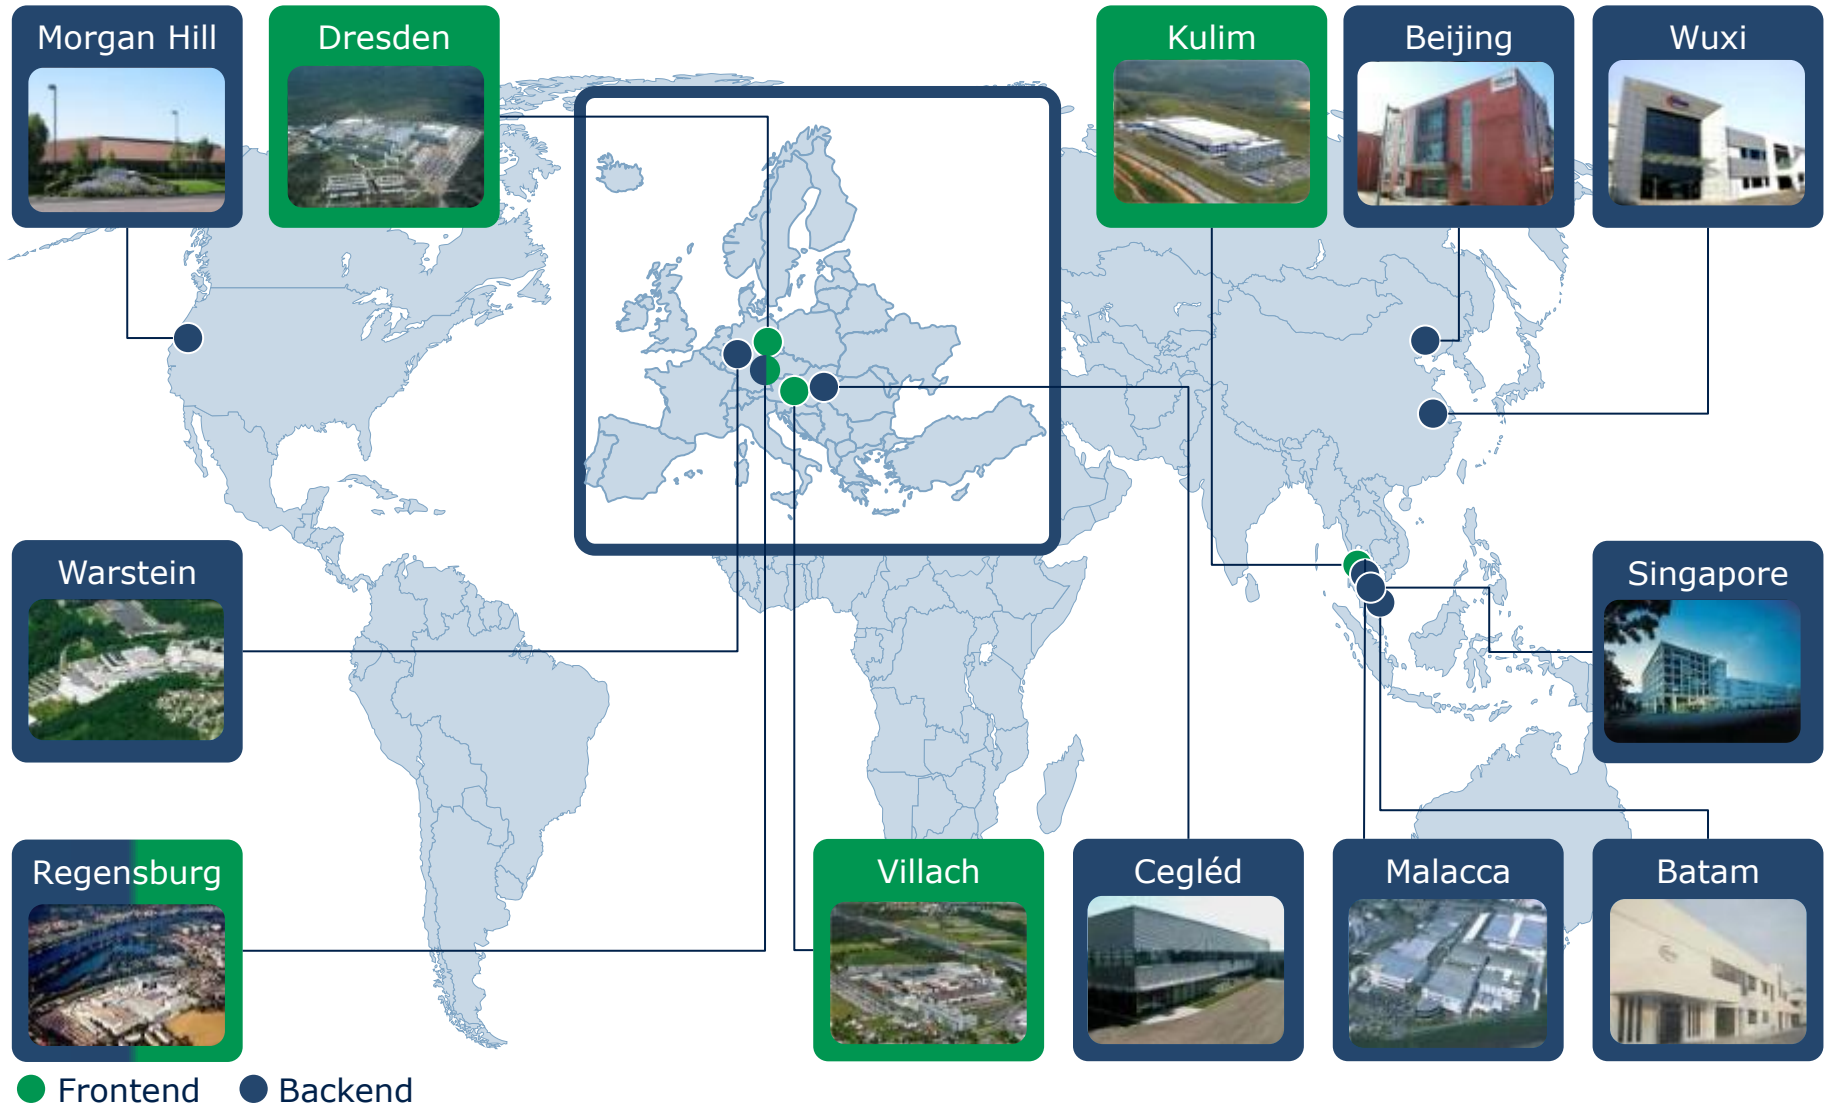 Morgan Hill
Dresden
Kulim
Beijing
Wuxi
Warstein
Singapore
Regensburg
Villach
Cegléd
Malacca
Batam
Frontend
Backend